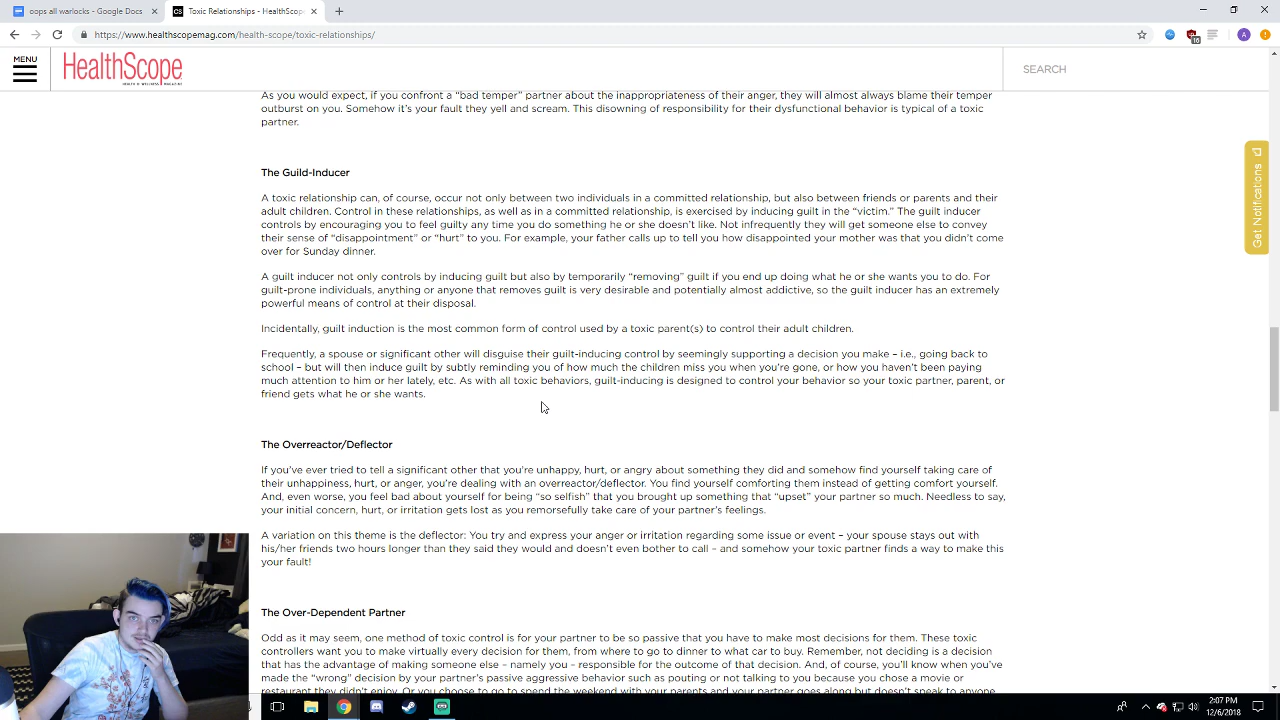 oops all warlocks - Google Docs
Toxic Relationships - HealthScop
https://www.healthscopemag.com/health-scope/toxic-relationships/
MENU
HealthScope
HEALTH & WELLNESS MAGAZINE
SEARCH
As you would expect, if you confront a “bad temper” partner about the inappropriateness of their anger, they will almost always blame their temper
outburst on you. Somehow it’s your fault they yell and scream. This disowning of responsibility for their dysfunctional behavior is typical of a toxic
partner.
Get Notifications
The Guild-Inducer
A toxic relationship can, of course, occur not only between two individuals in a committed relationship, but also between friends or parents and their
adult children. Control in these relationships, as well as in a committed relationship, is exercised by inducing guilt in the “victim.” The guilt inducer
controls by encouraging you to feel guilty any time you do something he or she doesn’t like. Not infrequently they will get someone else to convey
their sense of “disappointment” or “hurt” to you. For example, your father calls up to tell you how disappointed your mother was that you didn’t come
over for Sunday dinner.
A guilt inducer not only controls by inducing guilt but also by temporarily “removing” guilt if you end up doing what he or she wants you to do. For
guilt-prone individuals, anything or anyone that removes guilt is very desirable and potentially almost addictive, so the guilt inducer has an extremely
powerful means of control at their disposal.
Incidentally, guilt induction is the most common form of control used by a toxic parent(s) to control their adult children.
Frequently, a spouse or significant other will disguise their guilt-inducing control by seemingly supporting a decision you make – i.e., going back to
school – but will then induce guilt by subtly reminding you of how much the children miss you when you’re gone, or how you haven’t been paying
much attention to him or her lately, etc. As with all toxic behaviors, guilt-inducing is designed to control your behavior so your toxic partner, parent, or
friend gets what he or she wants.
The Overreactor/Deflector
If you’ve ever tried to tell a significant other that you’re unhappy, hurt, or angry about something they did and somehow find yourself taking care of
their unhappiness, hurt, or anger, you’re dealing with an overreactor/deflector. You find yourself comforting them instead of getting comfort yourself.
And, even worse, you feel bad about yourself for being “so selfish” that you brought up something that “upset” your partner so much. Needless to say,
your initial concern, hurt, or irritation gets lost as you remorsefully take care of your partner’s feelings.
A variation on this theme is the deflector: You try and express your anger or irritation regarding some issue or event – your spouse stays out with
his/her friends two hours longer than they said they would and doesn’t even bother to call – and somehow your toxic partner finds a way to make this
your fault!
The Over-Dependent Partner
Odd as it may seem, one method of toxic control is for your partner to be so passive that you have to make most decisions for them. These toxic
controllers want you to make virtually every decision for them, from where to go to dinner to what car to buy. Remember, not deciding is a decision
that has the advantage of making someone else – namely you – responsible for the outcome of that decision. And, of course, you’ll know when you’ve
made the “wrong” decision by your partner’s passive aggressive behavior such as pouting or not talking to you because you chose a movie or
restaurant they didn’t enjoy. Or you choose to go to spend the weekend with your parents and your partner goes along but doesn’t speak to anyone
2:07 PM
12/6/2018